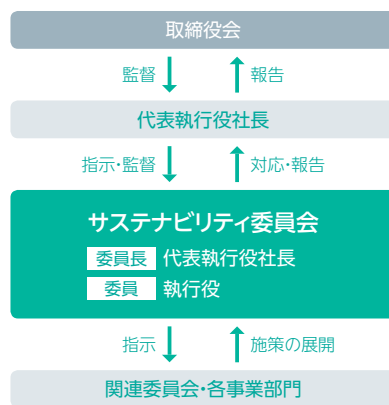 取締役会
監督 報告
代表執行役社長
指示・監督 対応・報告
サステナビリティ委員会
委員長 代表執行役社長
委員 執行役
指示 施策の展開
関連委員会・各事業部門